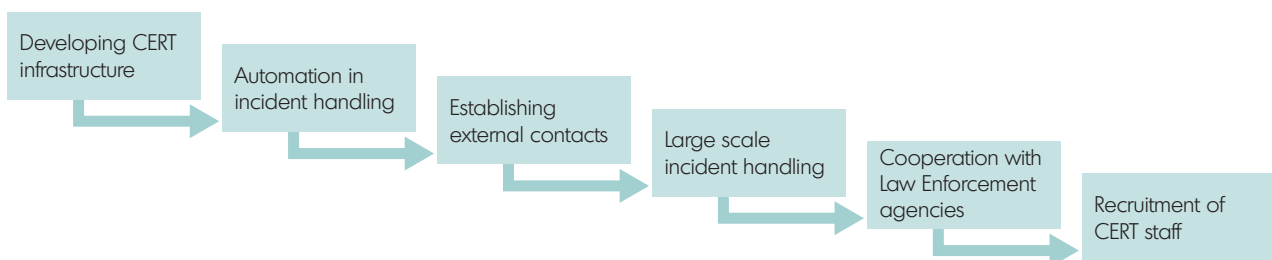 Developing CERT
infrastructure
Automation in
incident handling
Establishing
external contacts
Large scale
incident handling
Cooperation with
Law Enforcement
agencies
Recruitment of
CERT staff